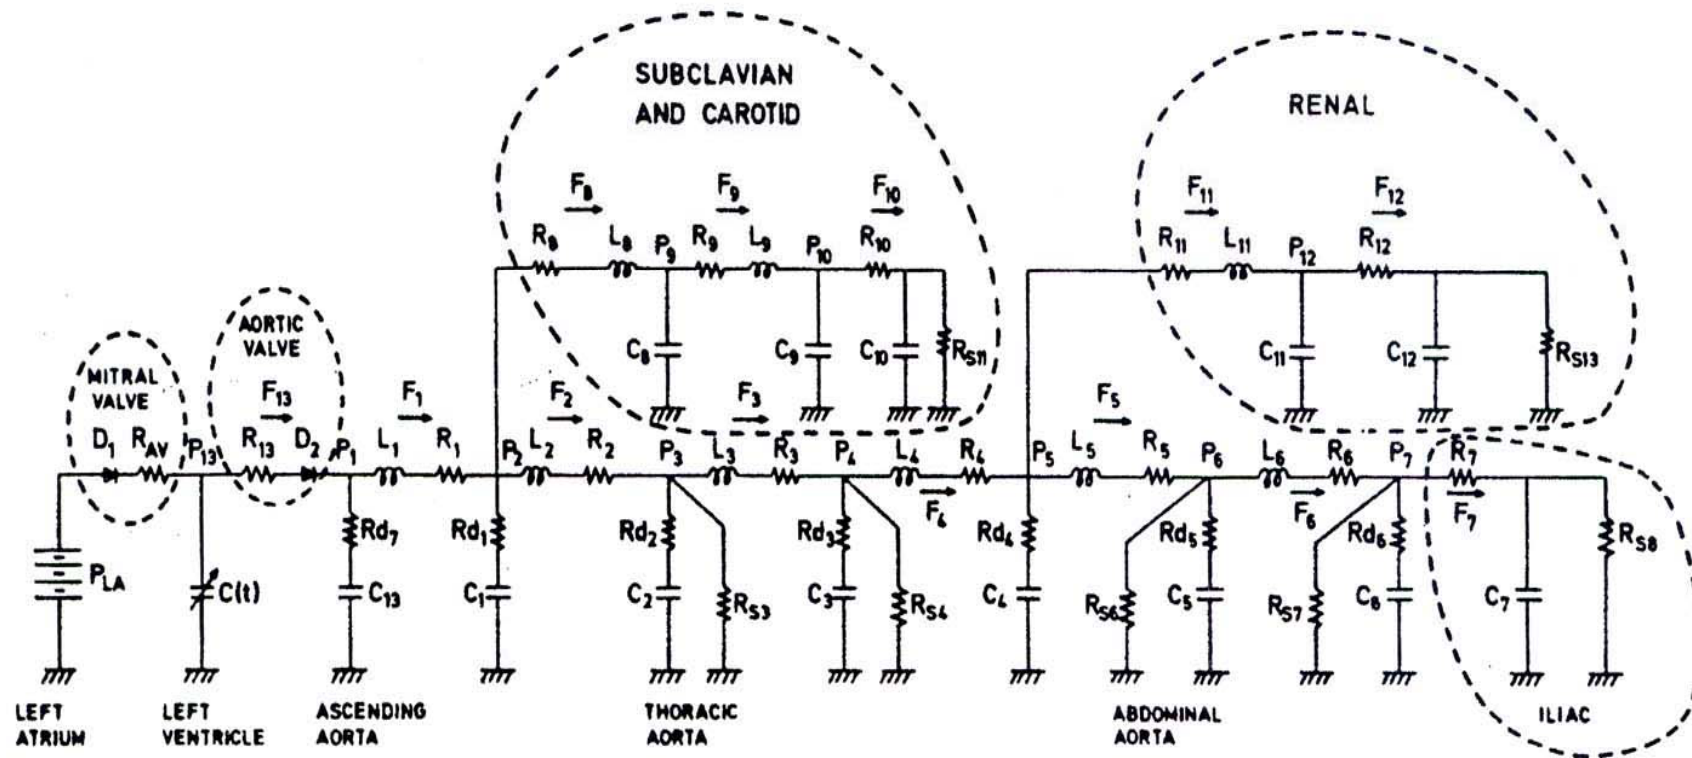 SUBCLAVIAN
AND CAROTID
RENAL
F8 F9 F10
F11 F12
R8 L8 P9 R9 L9 P10 R10
R11 L11 P12 R12
AORTIC
VALVE
C8 C9 C10 RS11
C11 C12 RS13
MITRAL
VALVE
F13 F1 F2 F3 F5
D1 RAV P13 R13 D2 P1 L1 R1 P2 L2 R2 P3 L3 R3 P4 L4 R4 P5 L5 R5 P6 L6 R6 P7 R7
F4 F6 F7
Rd7 Rd1 Rd2 Rd3 Rd4 Rd5 Rd6 RS8
PLA C(t) C13 C1 C2 RS3 C3 RS4 C4 RS6 C5 RS7 C6 C7
LEFT
ATRIUM
LEFT
VENTRICLE
ASCENDING
AORTA
THORACIC
AORTA
ABDOMINAL
AORTA
ILIAC